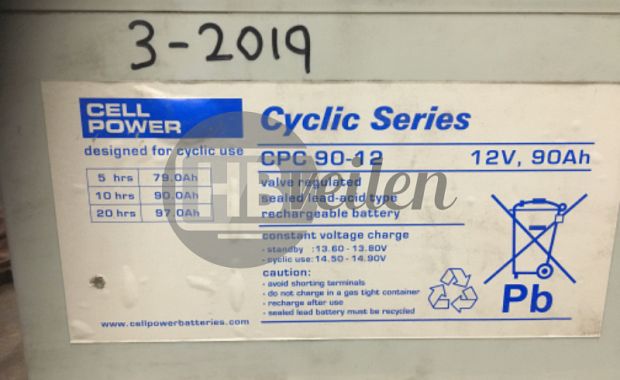 3-2019
CELL
POWER
Cyclic Series
designed for cyclic use
CPC 90-12 12V, 90Ah
5 hrs 79.0Ah
10 hrs 90.0Ah
20 hrs 97.0Ah
valve regulated
sealed lead-acid type
rechargeable battery
constant voltage charge
- standby :13.60 - 13.80V
- cyclic use: 14.50 - 14.90V
caution:
- avoid shorting terminals
- do not charge in a gas tight container
- recharge after use
- sealed lead battery must be recycled
Pb
www.cellpowerbatteries.com
veilen